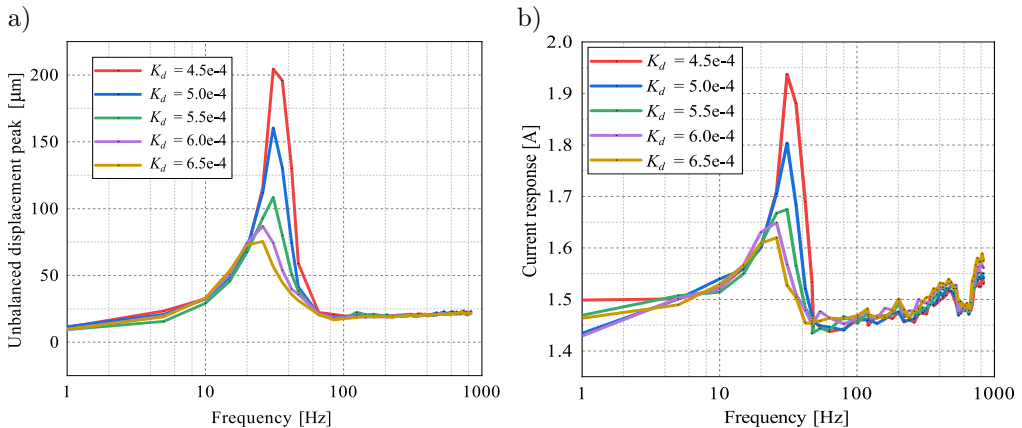 a)
Unbalanced displacement peak [µm]
200
150
100
50
0
K_d = 4.5e-4
K_d = 5.0e-4
K_d = 5.5e-4
K_d = 6.0e-4
K_d = 6.5e-4
1 10 100 1000
Frequency [Hz]
b)
Current response [A]
2.0
1.9
1.8
1.7
1.6
1.5
1.4
K_d = 4.5e-4
K_d = 5.0e-4
K_d = 5.5e-4
K_d = 6.0e-4
K_d = 6.5e-4
1 10 100 1000
Frequency [Hz]